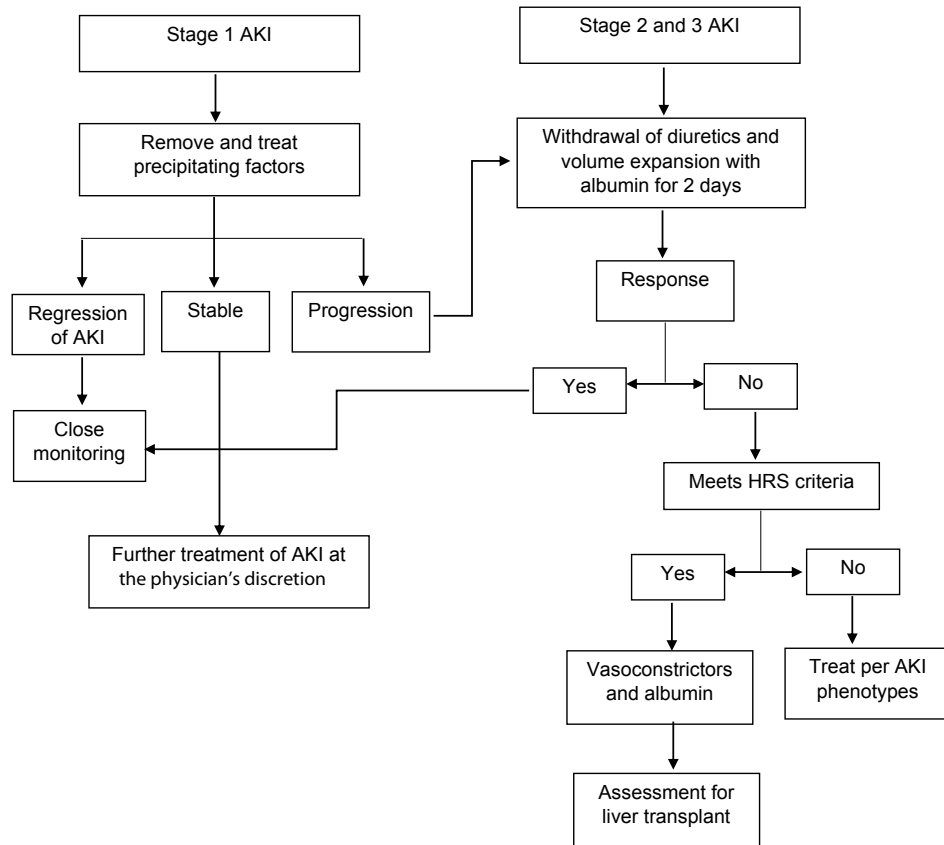 Stage 1 AKI
Stage 2 and 3 AKI
Remove and treat
precipitating factors
Withdrawal of diuretics and
volume expansion with
albumin for 2 days
Regression
of AKI
Stable
Progression
Response
Yes
No
Close
monitoring
Meets HRS criteria
Further treatment of AKI at
the physician's discretion
Yes
No
Vasoconstrictors
and albumin
Treat per AKI
phenotypes
Assessment for
liver transplant